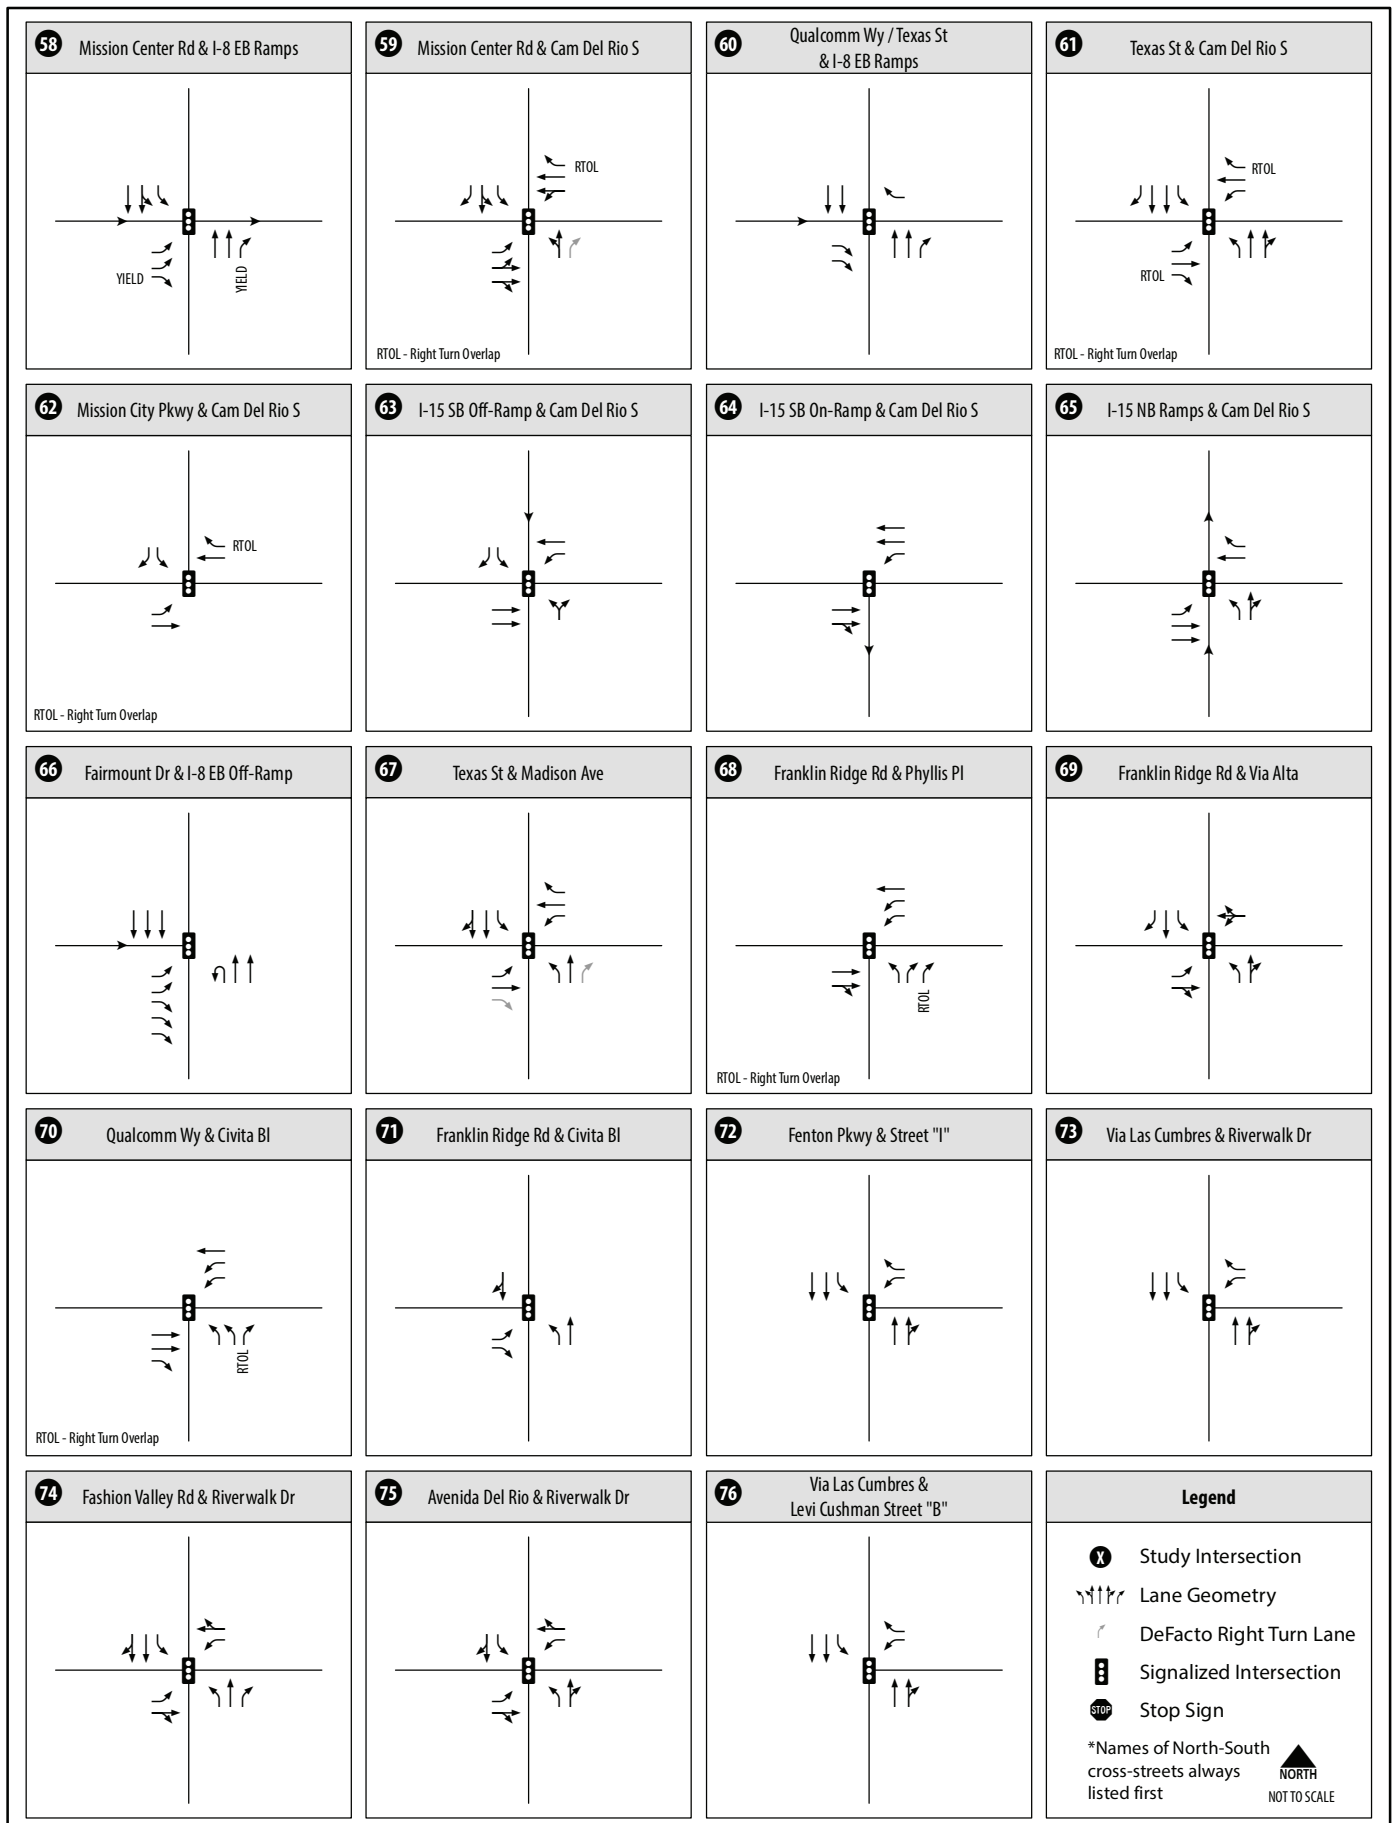 58 Mission Center Rd & I-8 EB Ramps
YIELD
YIELD
59 Mission Center Rd & Cam Del Rio S
RTOL
RTOL - Right Turn Overlap
60 Qualcomm Wy / Texas St
& I-8 EB Ramps
61 Texas St & Cam Del Rio S
RTOL
RTOL
RTOL - Right Turn Overlap
62 Mission City Pkwy & Cam Del Rio S
RTOL
RTOL - Right Turn Overlap
63 I-15 SB Off-Ramp & Cam Del Rio S
64 I-15 SB On-Ramp & Cam Del Rio S
65 I-15 NB Ramps & Cam Del Rio S
66 Fairmount Dr & I-8 EB Off-Ramp
67 Texas St & Madison Ave
68 Franklin Ridge Rd & Phyllis Pl
RTOL
RTOL - Right Turn Overlap
69 Franklin Ridge Rd & Via Alta
70 Qualcomm Wy & Civita Bl
RTOL
RTOL - Right Turn Overlap
71 Franklin Ridge Rd & Civita Bl
72 Fenton Pkwy & Street "I"
73 Via Las Cumbres & Riverwalk Dr
74 Fashion Valley Rd & Riverwalk Dr
75 Avenida Del Rio & Riverwalk Dr
76 Via Las Cumbres &
Levi Cushman Street "B"
Legend
X Study Intersection
Lane Geometry
DeFacto Right Turn Lane
Signalized Intersection
STOP Stop Sign
*Names of North-South
cross-streets always
listed first
NORTH
NOT TO SCALE